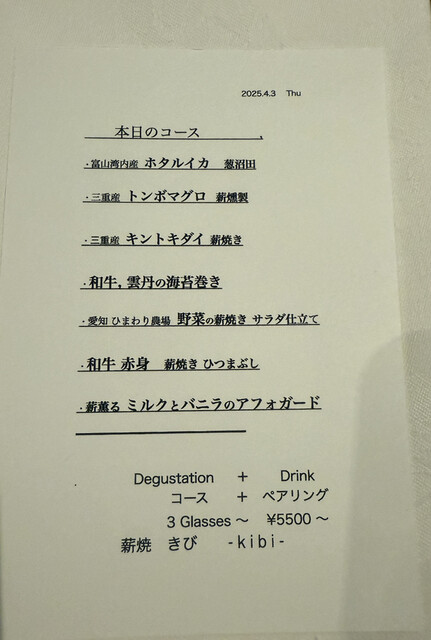 2025.4.3 Thu
本日のコース 、
・富山湾内産 ホタルイカ 葱沼田
・三重産 トンボマグロ 薪燻製
・三重産 キントキダイ 薪焼き
・和牛, 雲丹の海苔巻き
・愛知 ひまわり農場 野菜の薪焼き サラダ仕立て
・和牛 赤身 薪焼き ひつまぶし
・薪薫る ミルクとバニラのアフォガード
Degustation + Drink
コース + ペアリング
3 Glasses ~ ¥5500 ~
薪焼 きび -kibi-